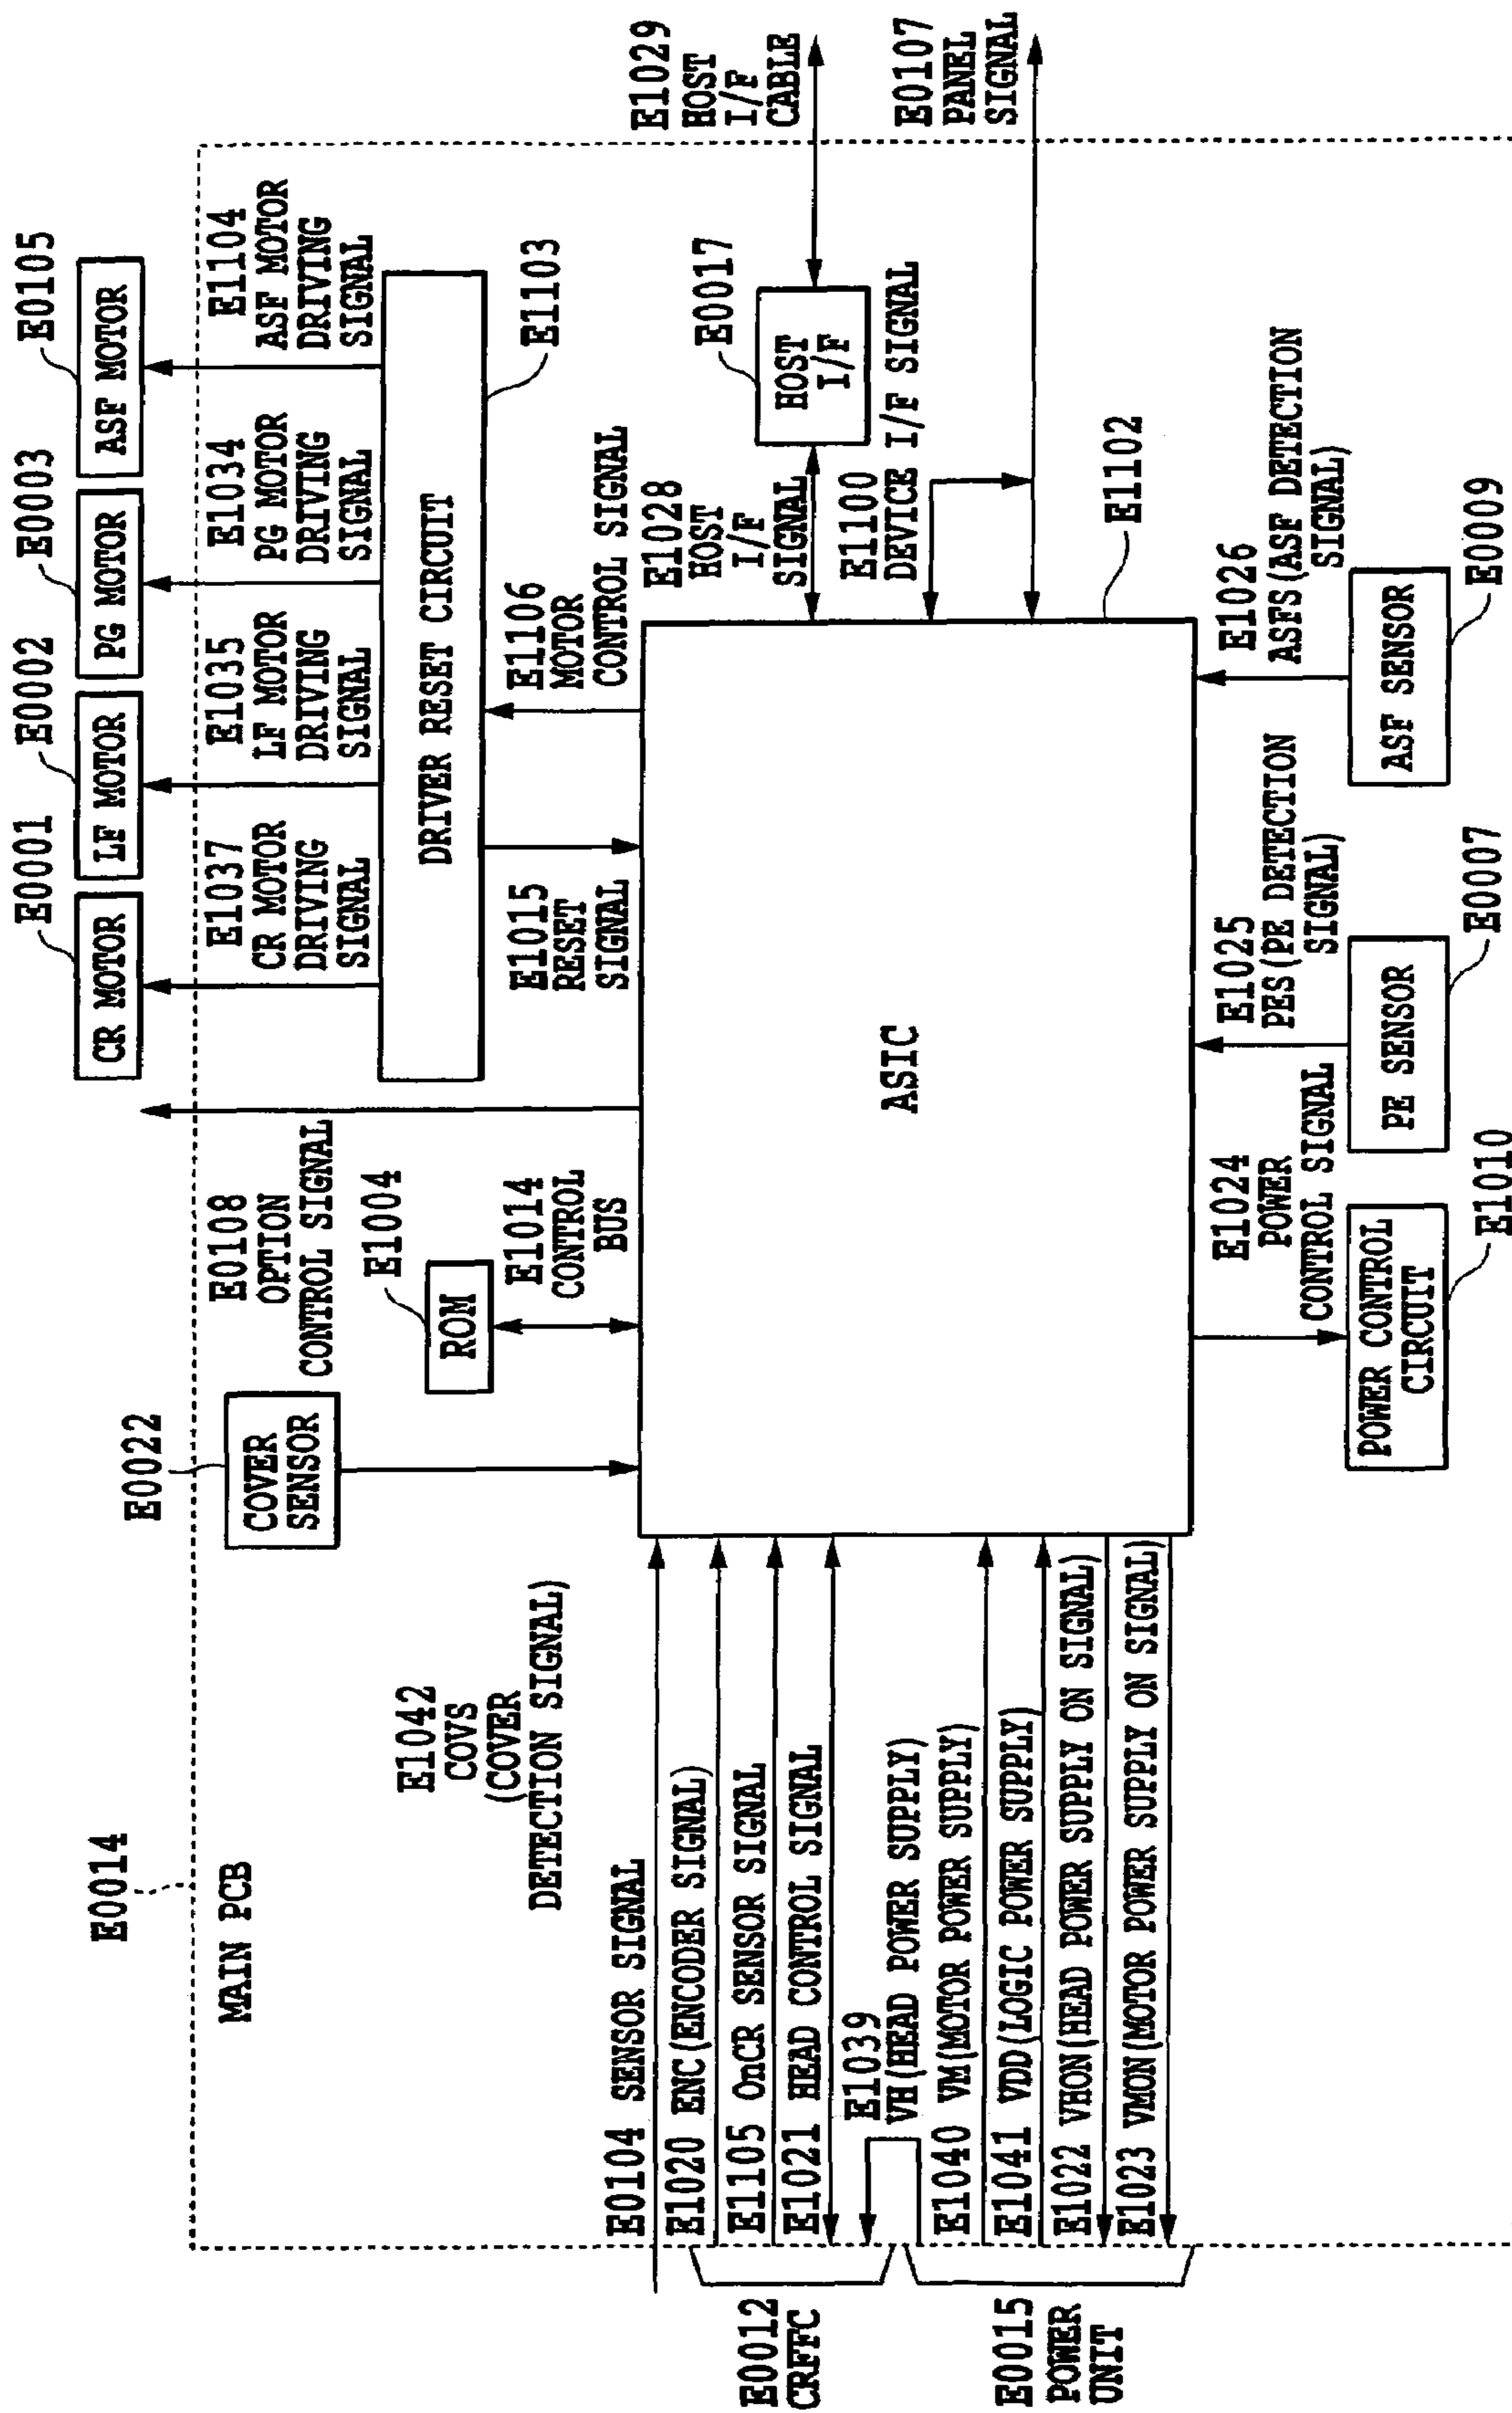 E0014
MAIN PCB
E0022
COVER
SENSOR
E1042
COVS
(COVER
DETECTION SIGNAL)
E0108
OPTION
CONTROL SIGNAL
E1004
ROM
E1014
CONTROL
BUS
E0001
CR MOTOR
E0002
LF MOTOR
E0003
PG MOTOR
E0105
ASF MOTOR
E1037
CR MOTOR
DRIVING
SIGNAL
E1035
LF MOTOR
DRIVING
SIGNAL
E1034
PG MOTOR
DRIVING
SIGNAL
E1104
ASF MOTOR
DRIVING
SIGNAL
DRIVER RESET CIRCUIT
E1103
E1015
RESET
SIGNAL
E1106
MOTOR
CONTROL SIGNAL
E0104 SENSOR SIGNAL
E1020 ENC(ENCODER SIGNAL)
E1105 OnCR SENSOR SIGNAL
E1021 HEAD CONTROL SIGNAL
E1039
VH(HEAD POWER SUPPLY)
E1040 VM(MOTOR POWER SUPPLY)
E1041 VDD(LOGIC POWER SUPPLY)
E1022 VHON(HEAD POWER SUPPLY ON SIGNAL)
E1023 VMON(MOTOR POWER SUPPLY ON SIGNAL)
E0012
CRFFC
E0015
POWER
UNIT
ASIC
E1028
HOST
I/F
SIGNAL
E0017
HOST
I/F
E1029
HOST
I/F
CABLE
E1100
DEVICE I/F SIGNAL
E0107
PANEL
SIGNAL
E1102
E1024
POWER
CONTROL SIGNAL
E1025
PES(PE DETECTION
SIGNAL)
E1026
ASFS(ASF DETECTION
SIGNAL)
POWER CONTROL
CIRCUIT
E1010
PE SENSOR
E0007
ASF SENSOR
E0009